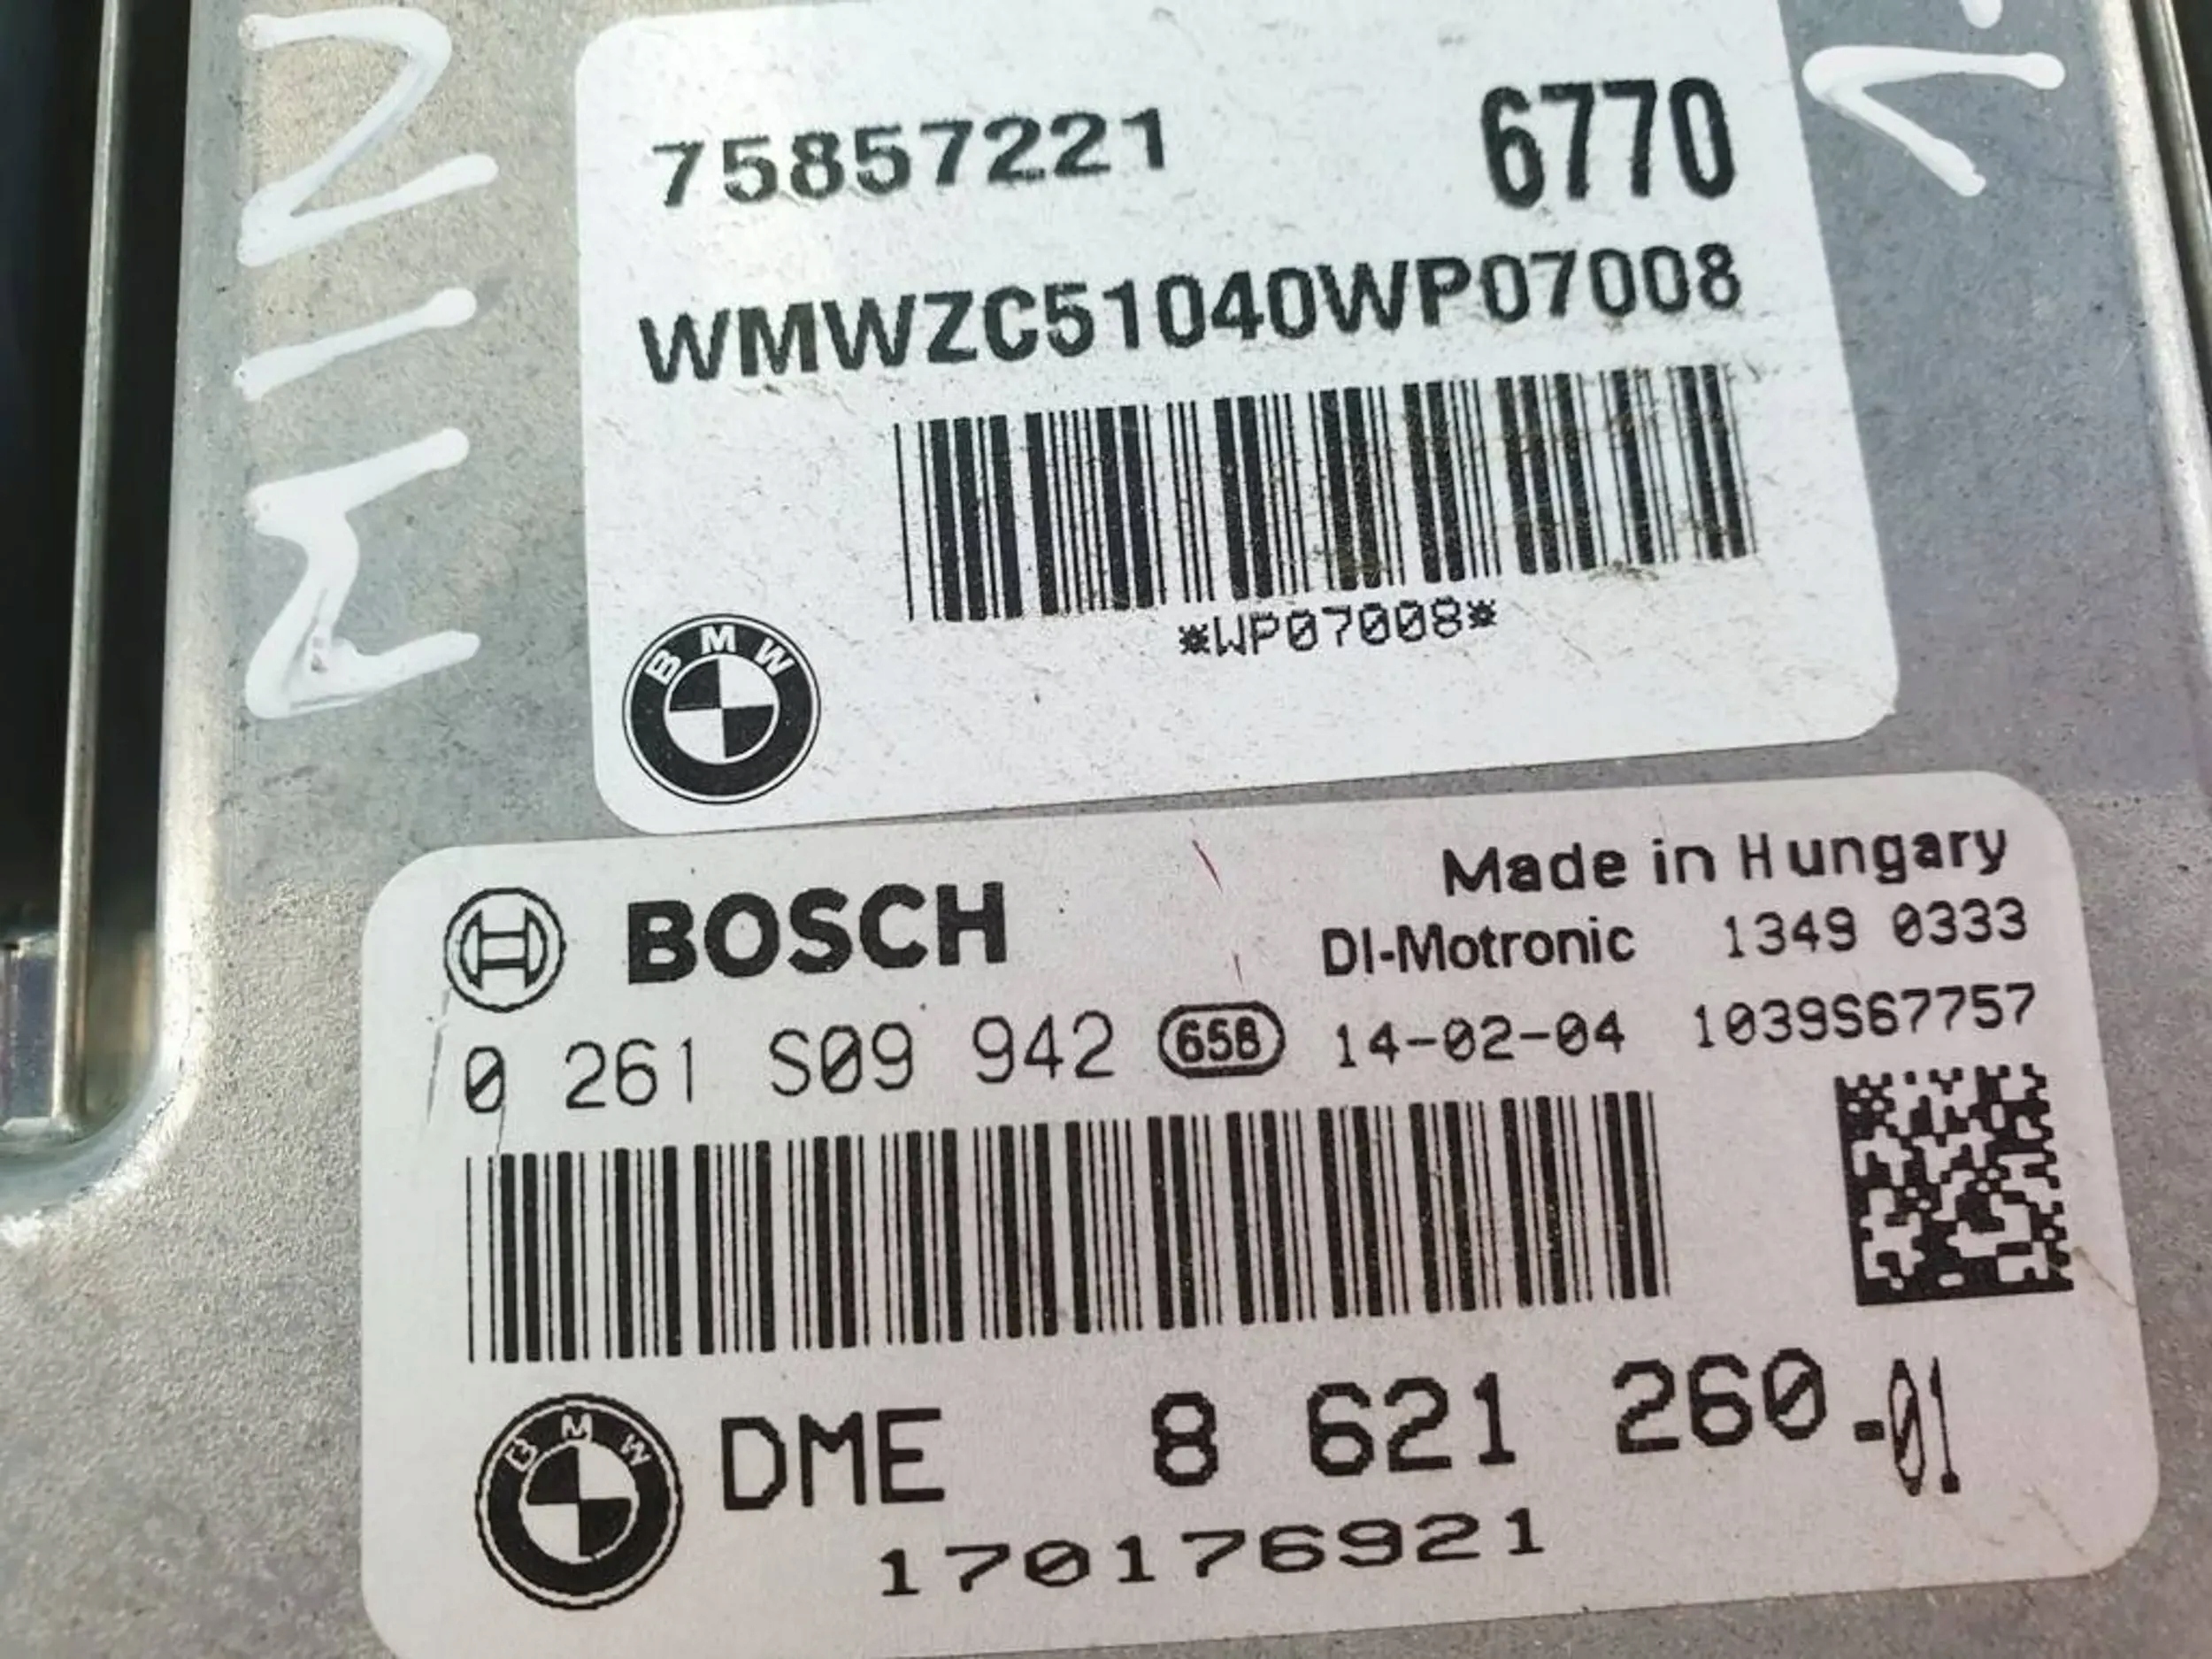 75857221 6770
WMWZC51040WP07008
*WP07008*
BMW
BOSCH
Made in Hungary
DI-Motronic 1349 0333
0 261 S09 942 658 14-02-04 1039S67757
BMW
DME 8 621 260-01
170176921